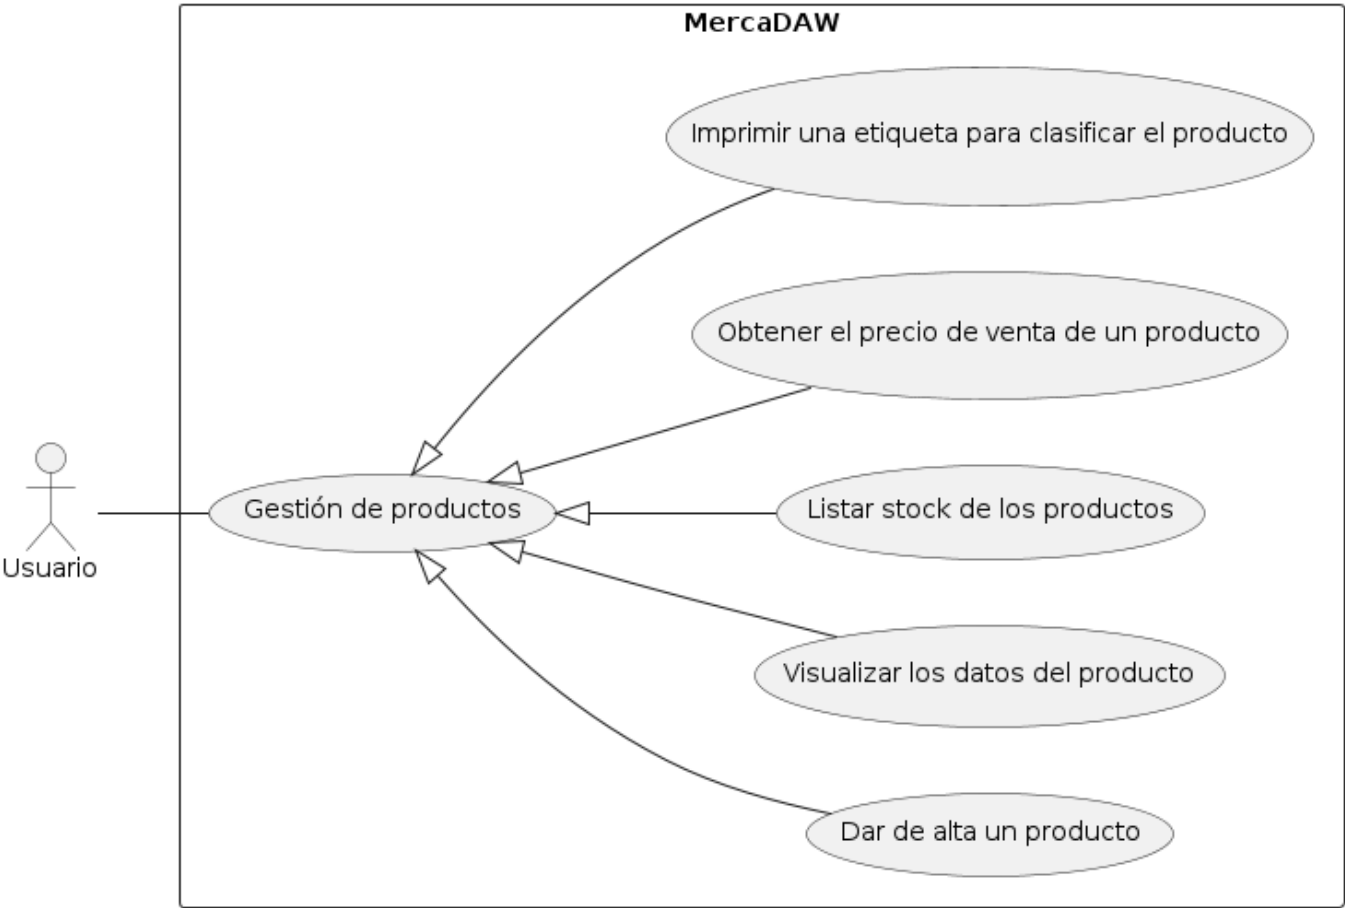 MercaDAW
Imprimir una etiqueta para clasificar el producto
Obtener el precio de venta de un producto
Gestión de productos
Listar stock de los productos
Usuario
Visualizar los datos del producto
Dar de alta un producto